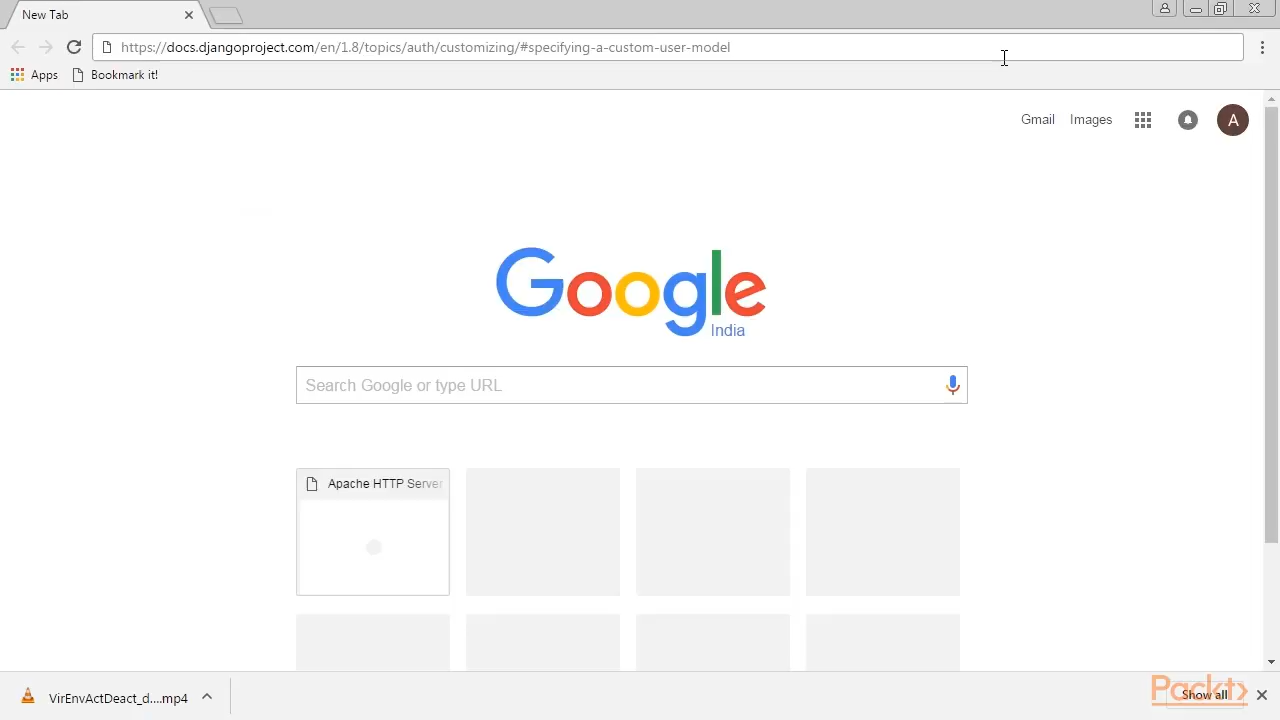 New Tab
https://docs.djangoproject.com/en/1.8/topics/auth/customizing/#specifying-a-custom-user-model
Apps Bookmark it!
Gmail Images A
Google
India
Search Google or type URL
Apache HTTP Server
VirEnvActDeact_d....mp4
Show all
Packt